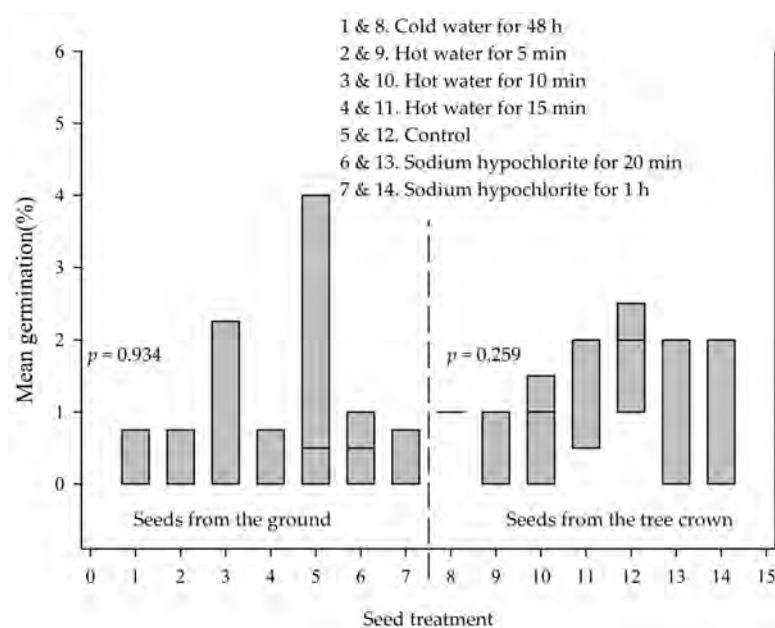 1 & 8. Cold water for 48 h
2 & 9. Hot water for 5 min
3 & 10. Hot water for 10 min
4 & 11. Hot water for 15 min
5 & 12. Control
6 & 13. Sodium hypochlorite for 20 min
7 & 14. Sodium hypochlorite for 1 h
Mean germination(%)
6
5
4
3
2
1
0
p = 0.934
p = 0.259
Seeds from the ground
Seeds from the tree crown
0 1 2 3 4 5 6 7 8 9 10 11 12 13 14 15
Seed treatment